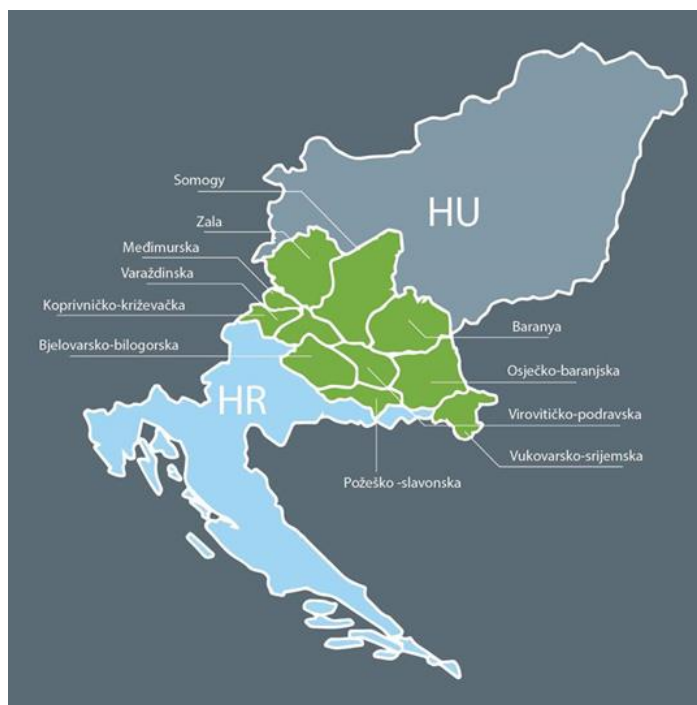 Somogy
HU
Zala
Međimurska
Varaždinska
Koprivničko-križevačka
Baranya
Bjelovarsko-bilogorska
Osječko-baranjska
HR
Virovitičko-podravska
Vukovarsko-srijemska
Požeško -slavonska